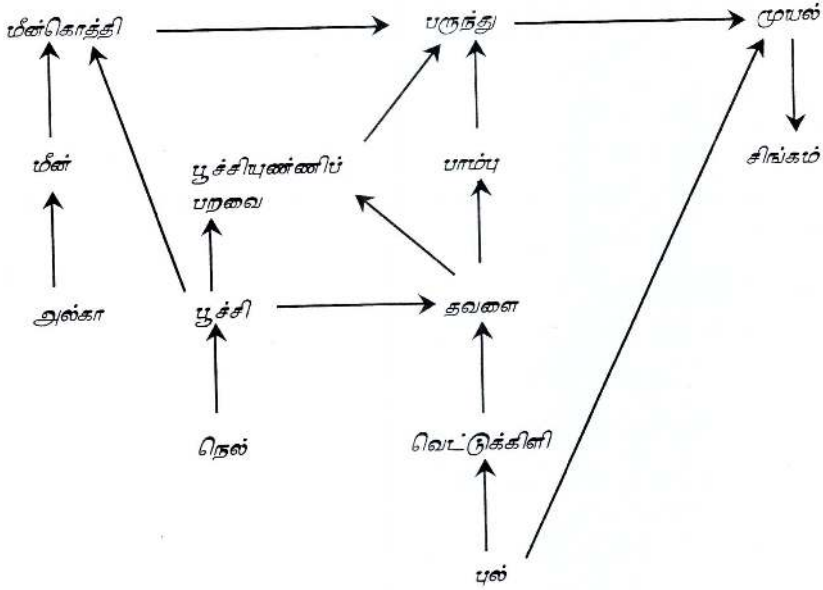 மீன்கொத்தி பருந்து முயல்
மீன் பூச்சியுண்ணிப் பாம்பு சிங்கம்
பறவை
அல்கா பூச்சி தவளை
நெல் வெட்டுக்கிளி
புல்